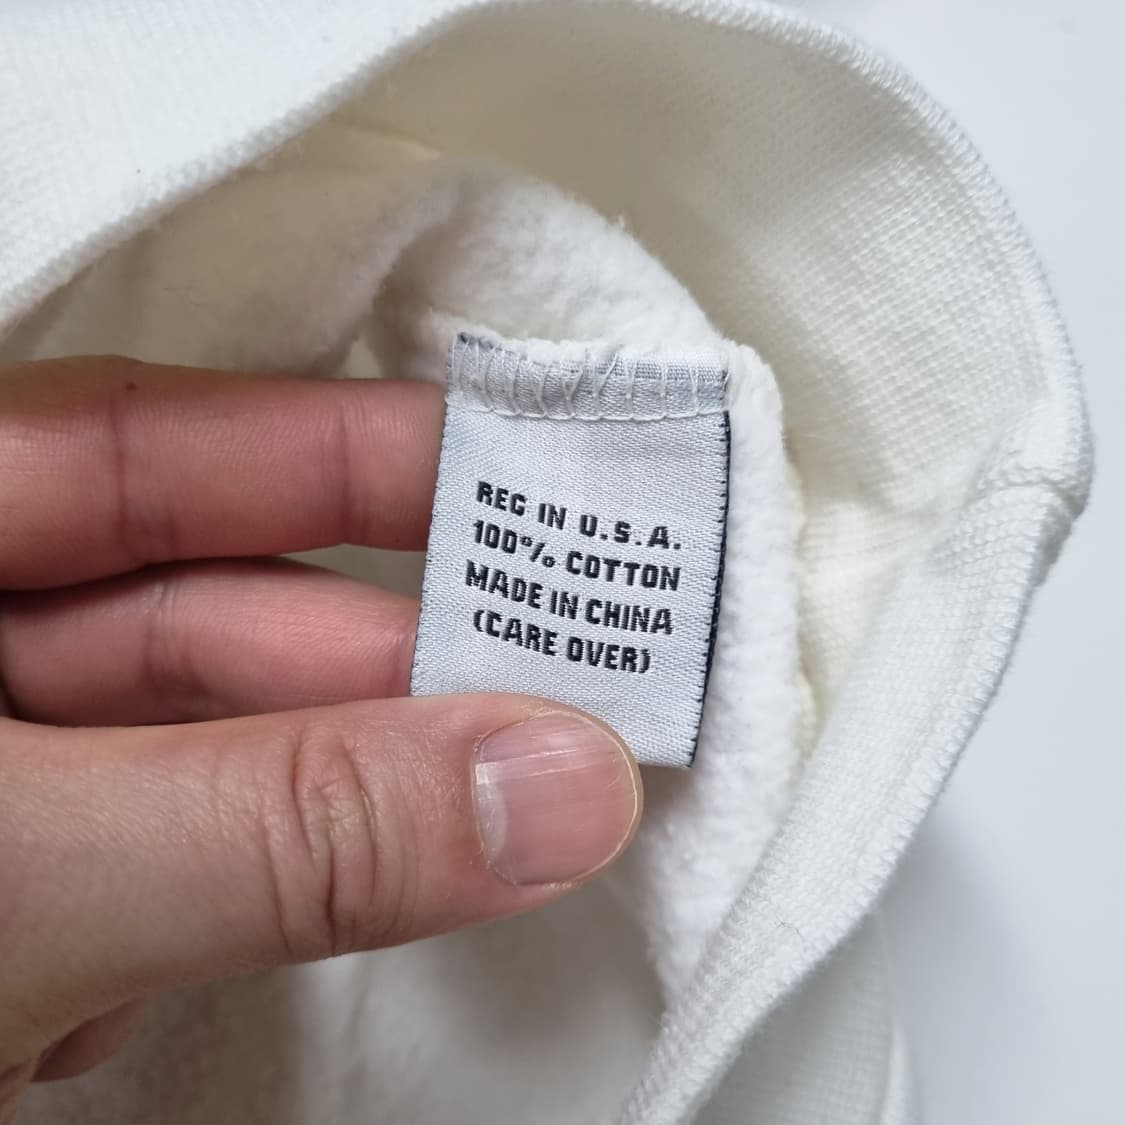 REG IN U.S.A.
100% COTTON
MADE IN CHINA
(CARE OVER)